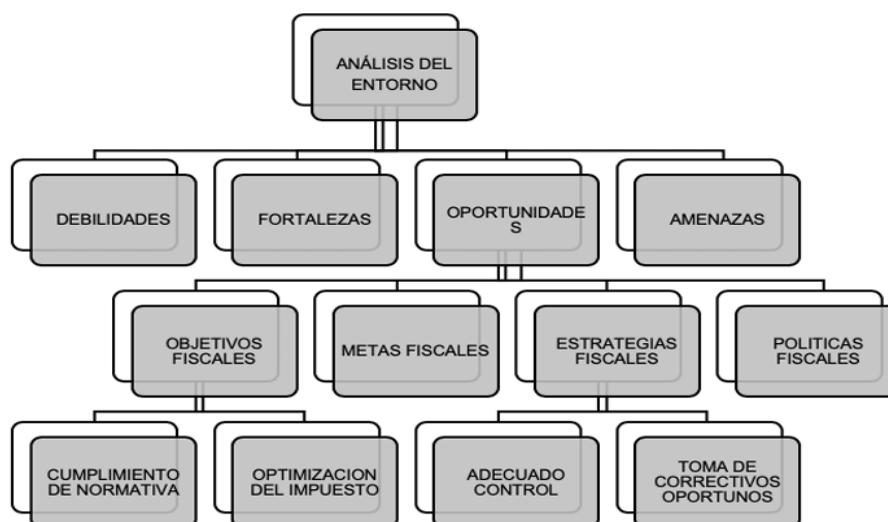 ANÁLISIS DEL
ENTORNO
DEBILIDADES
FORTALEZAS
OPORTUNIDADE
S
AMENAZAS
OBJETIVOS
FISCALES
METAS FISCALES
ESTRATEGIAS
FISCALES
POLITICAS
FISCALES
CUMPLIMIENTO
DE NORMATIVA
OPTIMIZACION
DEL IMPUESTO
ADECUADO
CONTROL
TOMA DE
CORRECTIVOS
OPORTUNOS